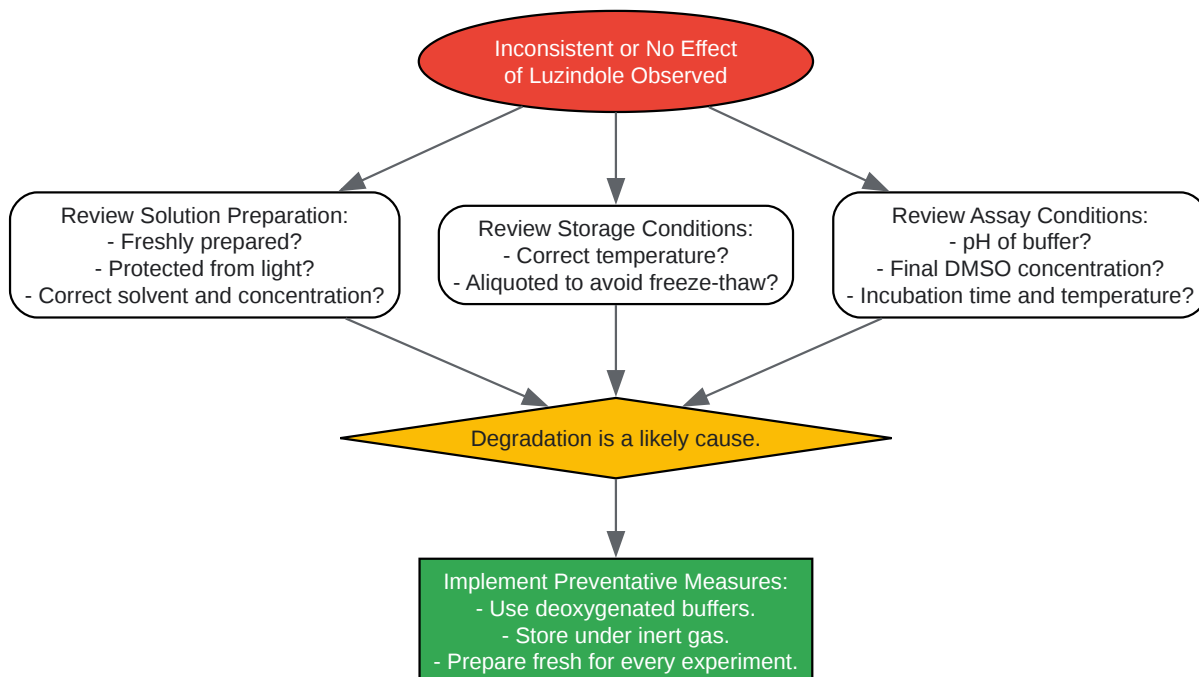 Inconsistent or No Effect
of Luzindole Observed
Review Solution Preparation:
- Freshly prepared?
- Protected from light?
- Correct solvent and concentration?
Review Storage Conditions:
- Correct temperature?
- Aliquoted to avoid freeze-thaw?
Review Assay Conditions:
- pH of buffer?
- Final DMSO concentration?
- Incubation time and temperature?
Degradation is a likely cause.
Implement Preventative Measures:
- Use deoxygenated buffers.
- Store under inert gas.
- Prepare fresh for every experiment.